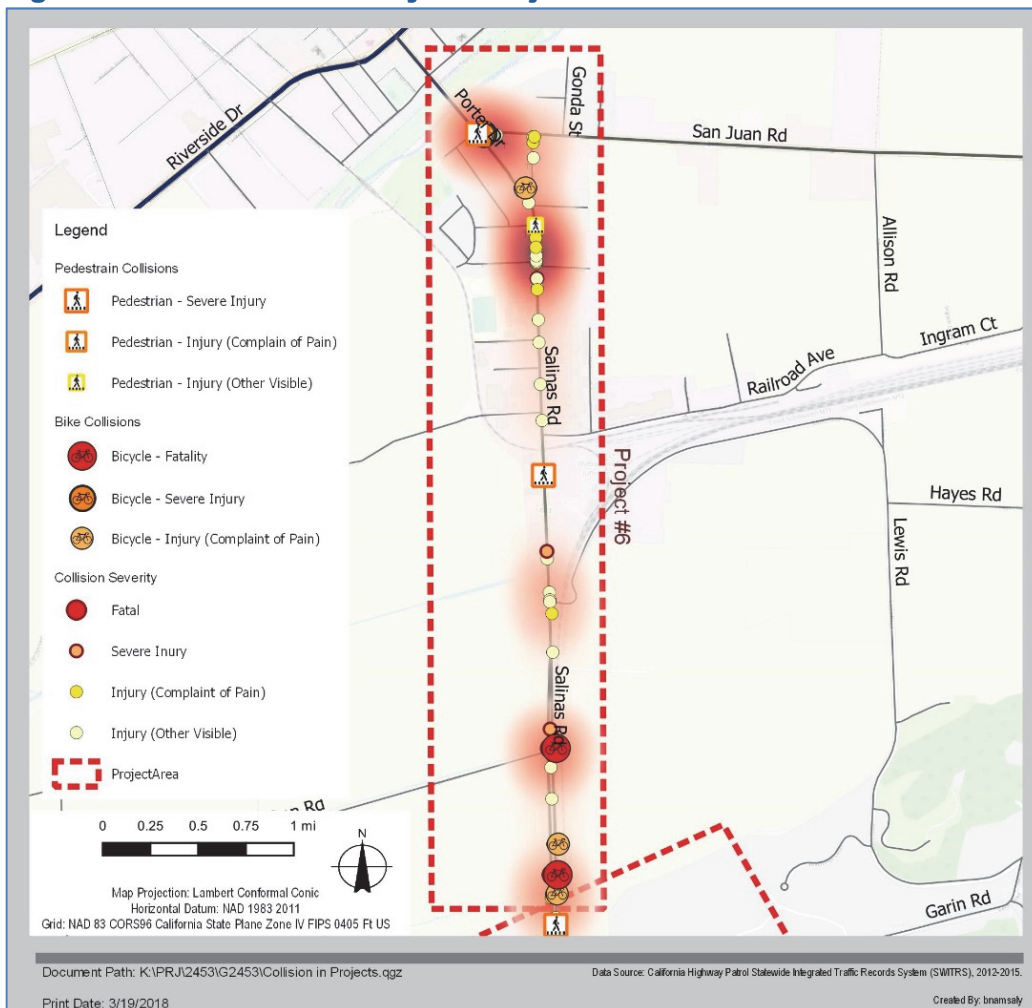 Riverside Dr
Porter Dr
Gonda St
San Juan Rd
Allison Rd
Ingram Ct
Railroad Ave
Salinas Rd
Project #6
Hayes Rd
Lewis Rd
Salinas Rd
Rd
Garin Rd
Legend
Pedestrain Collisions
Pedestrian - Severe Injury
Pedestrian - Injury (Complain of Pain)
Pedestrian - Injury (Other Visible)
Bike Collisions
Bicycle - Fatality
Bicycle - Severe Injury
Bicycle - Injury (Complaint of Pain)
Collision Severity
Fatal
Severe Inury
Injury (Complaint of Pain)
Injury (Other Visible)
ProjectArea
0 0.25 0.5 0.75 1 mi
N
Map Projection: Lambert Conformal Conic
Horizontal Datum: NAD 1983 2011
Grid: NAD 83 CORS96 California State Plane Zone IV FIPS 0405 Ft US
Document Path: K:\PRJ\2453\G2453\Collision in Projects.qgz
Data Source: California Highway Patrol Statewide Integrated Traffic Records System (SWITRS), 2012-2015.
Print Date: 3/19/2018
Created By: bnamsafy